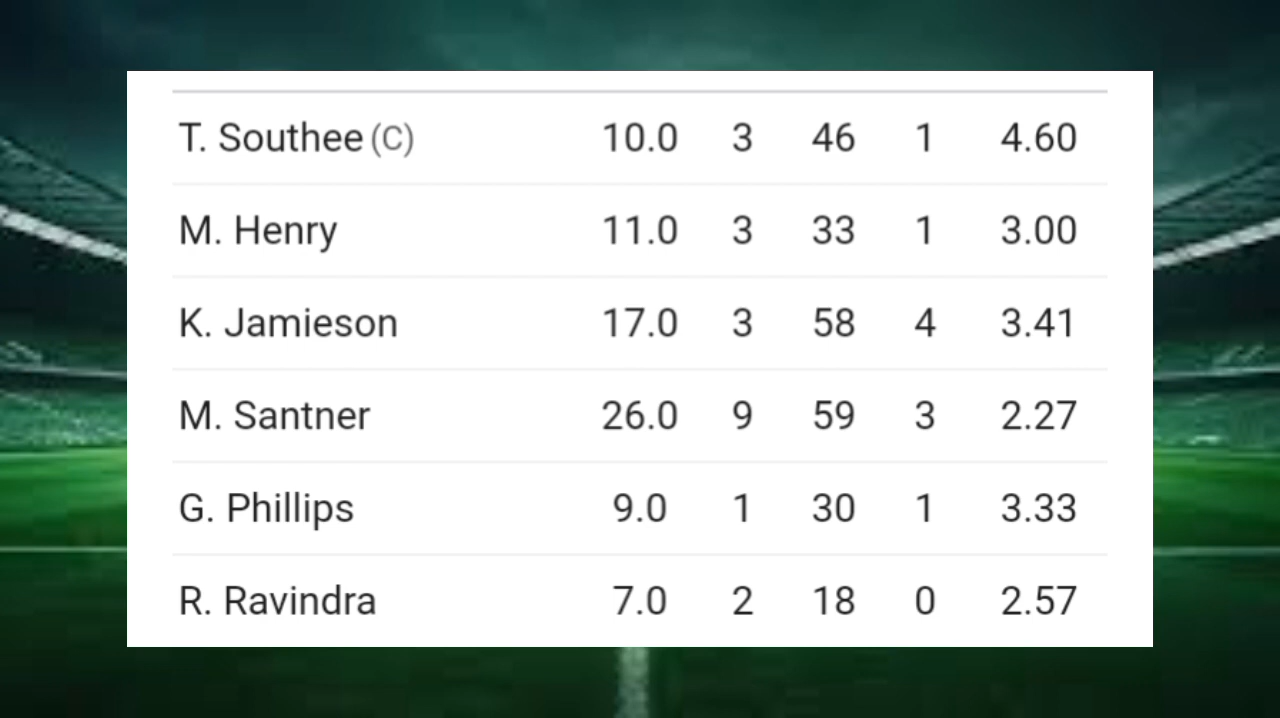 T. Southee (C) 10.0 3 46 1 4.60
M. Henry 11.0 3 33 1 3.00
K. Jamieson 17.0 3 58 4 3.41
M. Santner 26.0 9 59 3 2.27
G. Phillips 9.0 1 30 1 3.33
R. Ravindra 7.0 2 18 0 2.57